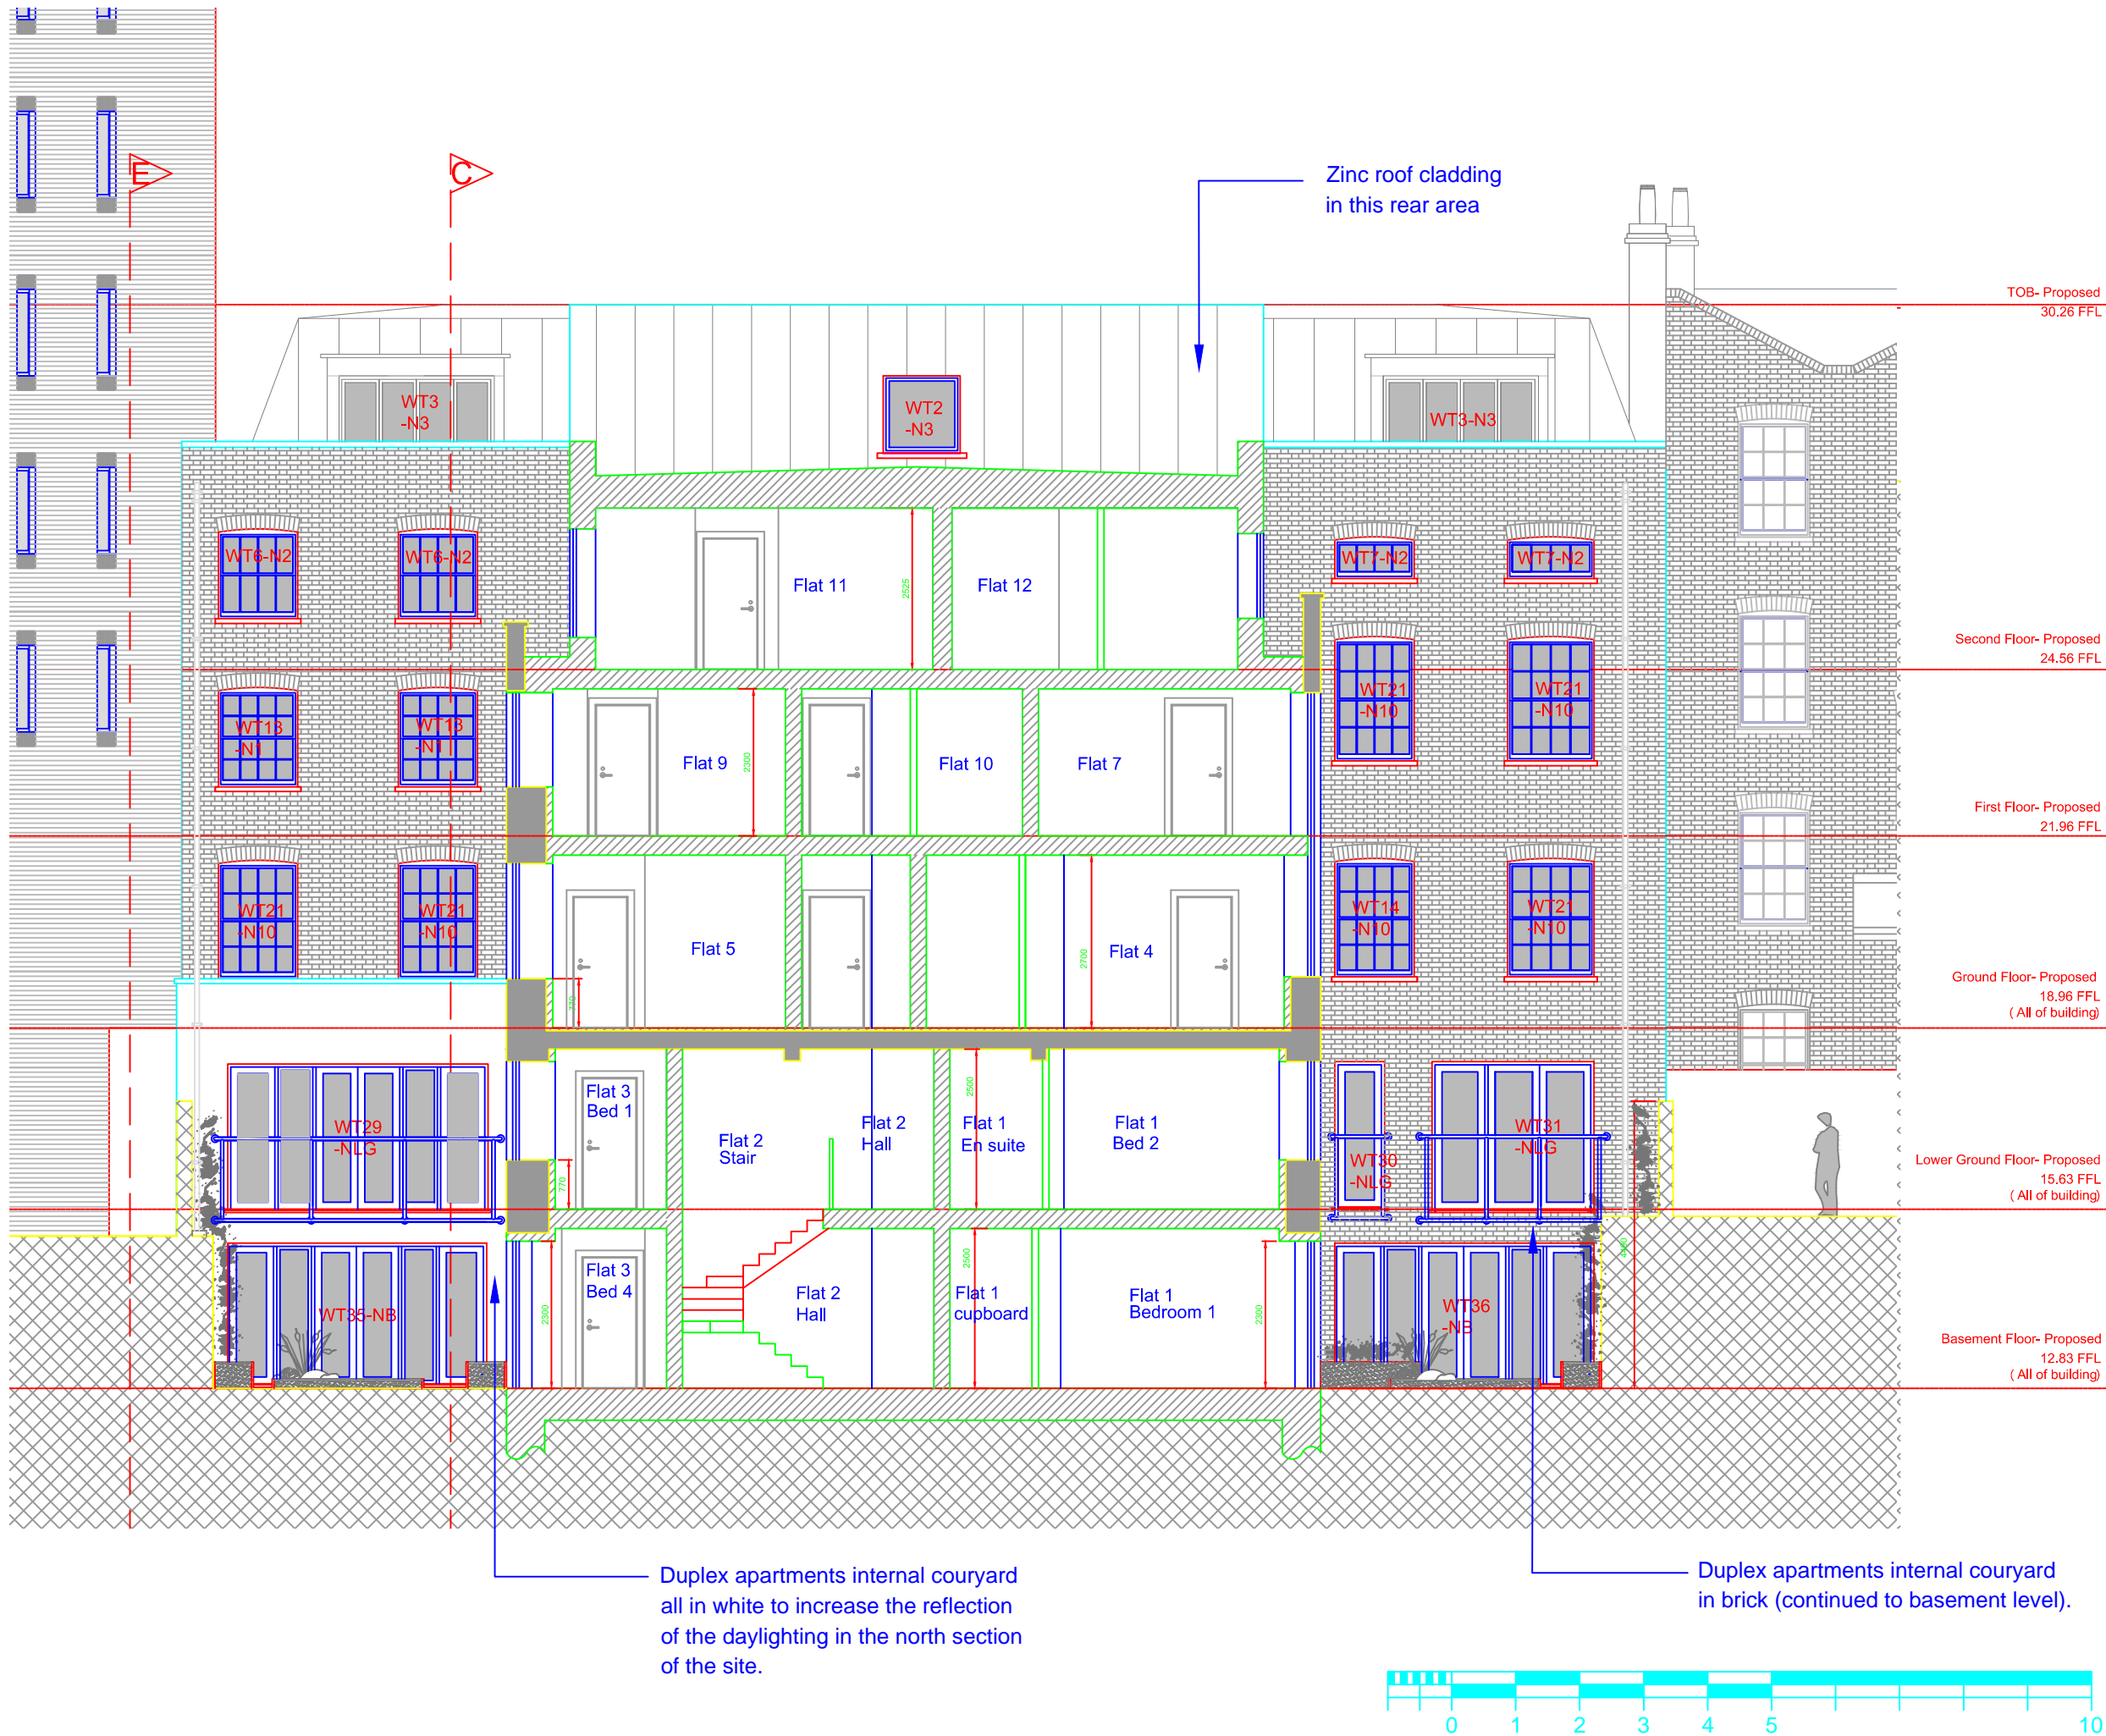 E
C
Zinc roof cladding
in this rear area
TOB- Proposed
30.26 FFL
WT3
-N3
WT2
-N3
WT3-N3
WT6-N2
WT6-N2
Flat 11
2525
Flat 12
WT7-N2
WT7-N2
Second Floor- Proposed
24.56 FFL
WT13
-N1
WT13
-N1
Flat 9
2300
Flat 10
Flat 7
WT21
-N10
WT21
-N10
First Floor- Proposed
21.96 FFL
WT21
-N10
WT21
-N10
Flat 5
2700
Flat 4
WT14
-N10
WT21
-N10
Ground Floor- Proposed
18.96 FFL
( All of building)
770
WT29
-NLG
Flat 3
Bed 1
Flat 2
Stair
Flat 2
Hall
2500
Flat 1
En suite
Flat 1
Bed 2
WT30
-NLG
WT31
-NLG
770
Lower Ground Floor- Proposed
15.63 FFL
( All of building)
WT35-NB
2300
Flat 3
Bed 4
Flat 2
Hall
2500
Flat 1
cupboard
Flat 1
Bedroom 1
2300
WT36
-NB
Basement Floor- Proposed
12.83 FFL
( All of building)
Duplex apartments internal couryard
all in white to increase the reflection
of the daylighting in the north section
of the site.
Duplex apartments internal couryard
in brick (continued to basement level).
0 1 2 3 4 5 10